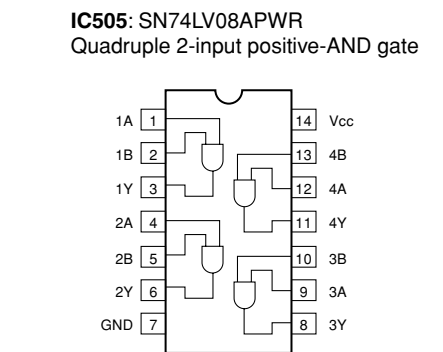 IC505: SN74LV08APWR
Quadruple 2-input positive-AND gate
1A 1 14 Vcc
1B 2 13 4B
1Y 3 12 4A
2A 4 11 4Y
2B 5 10 3B
2Y 6 9 3A
GND 7 8 3Y